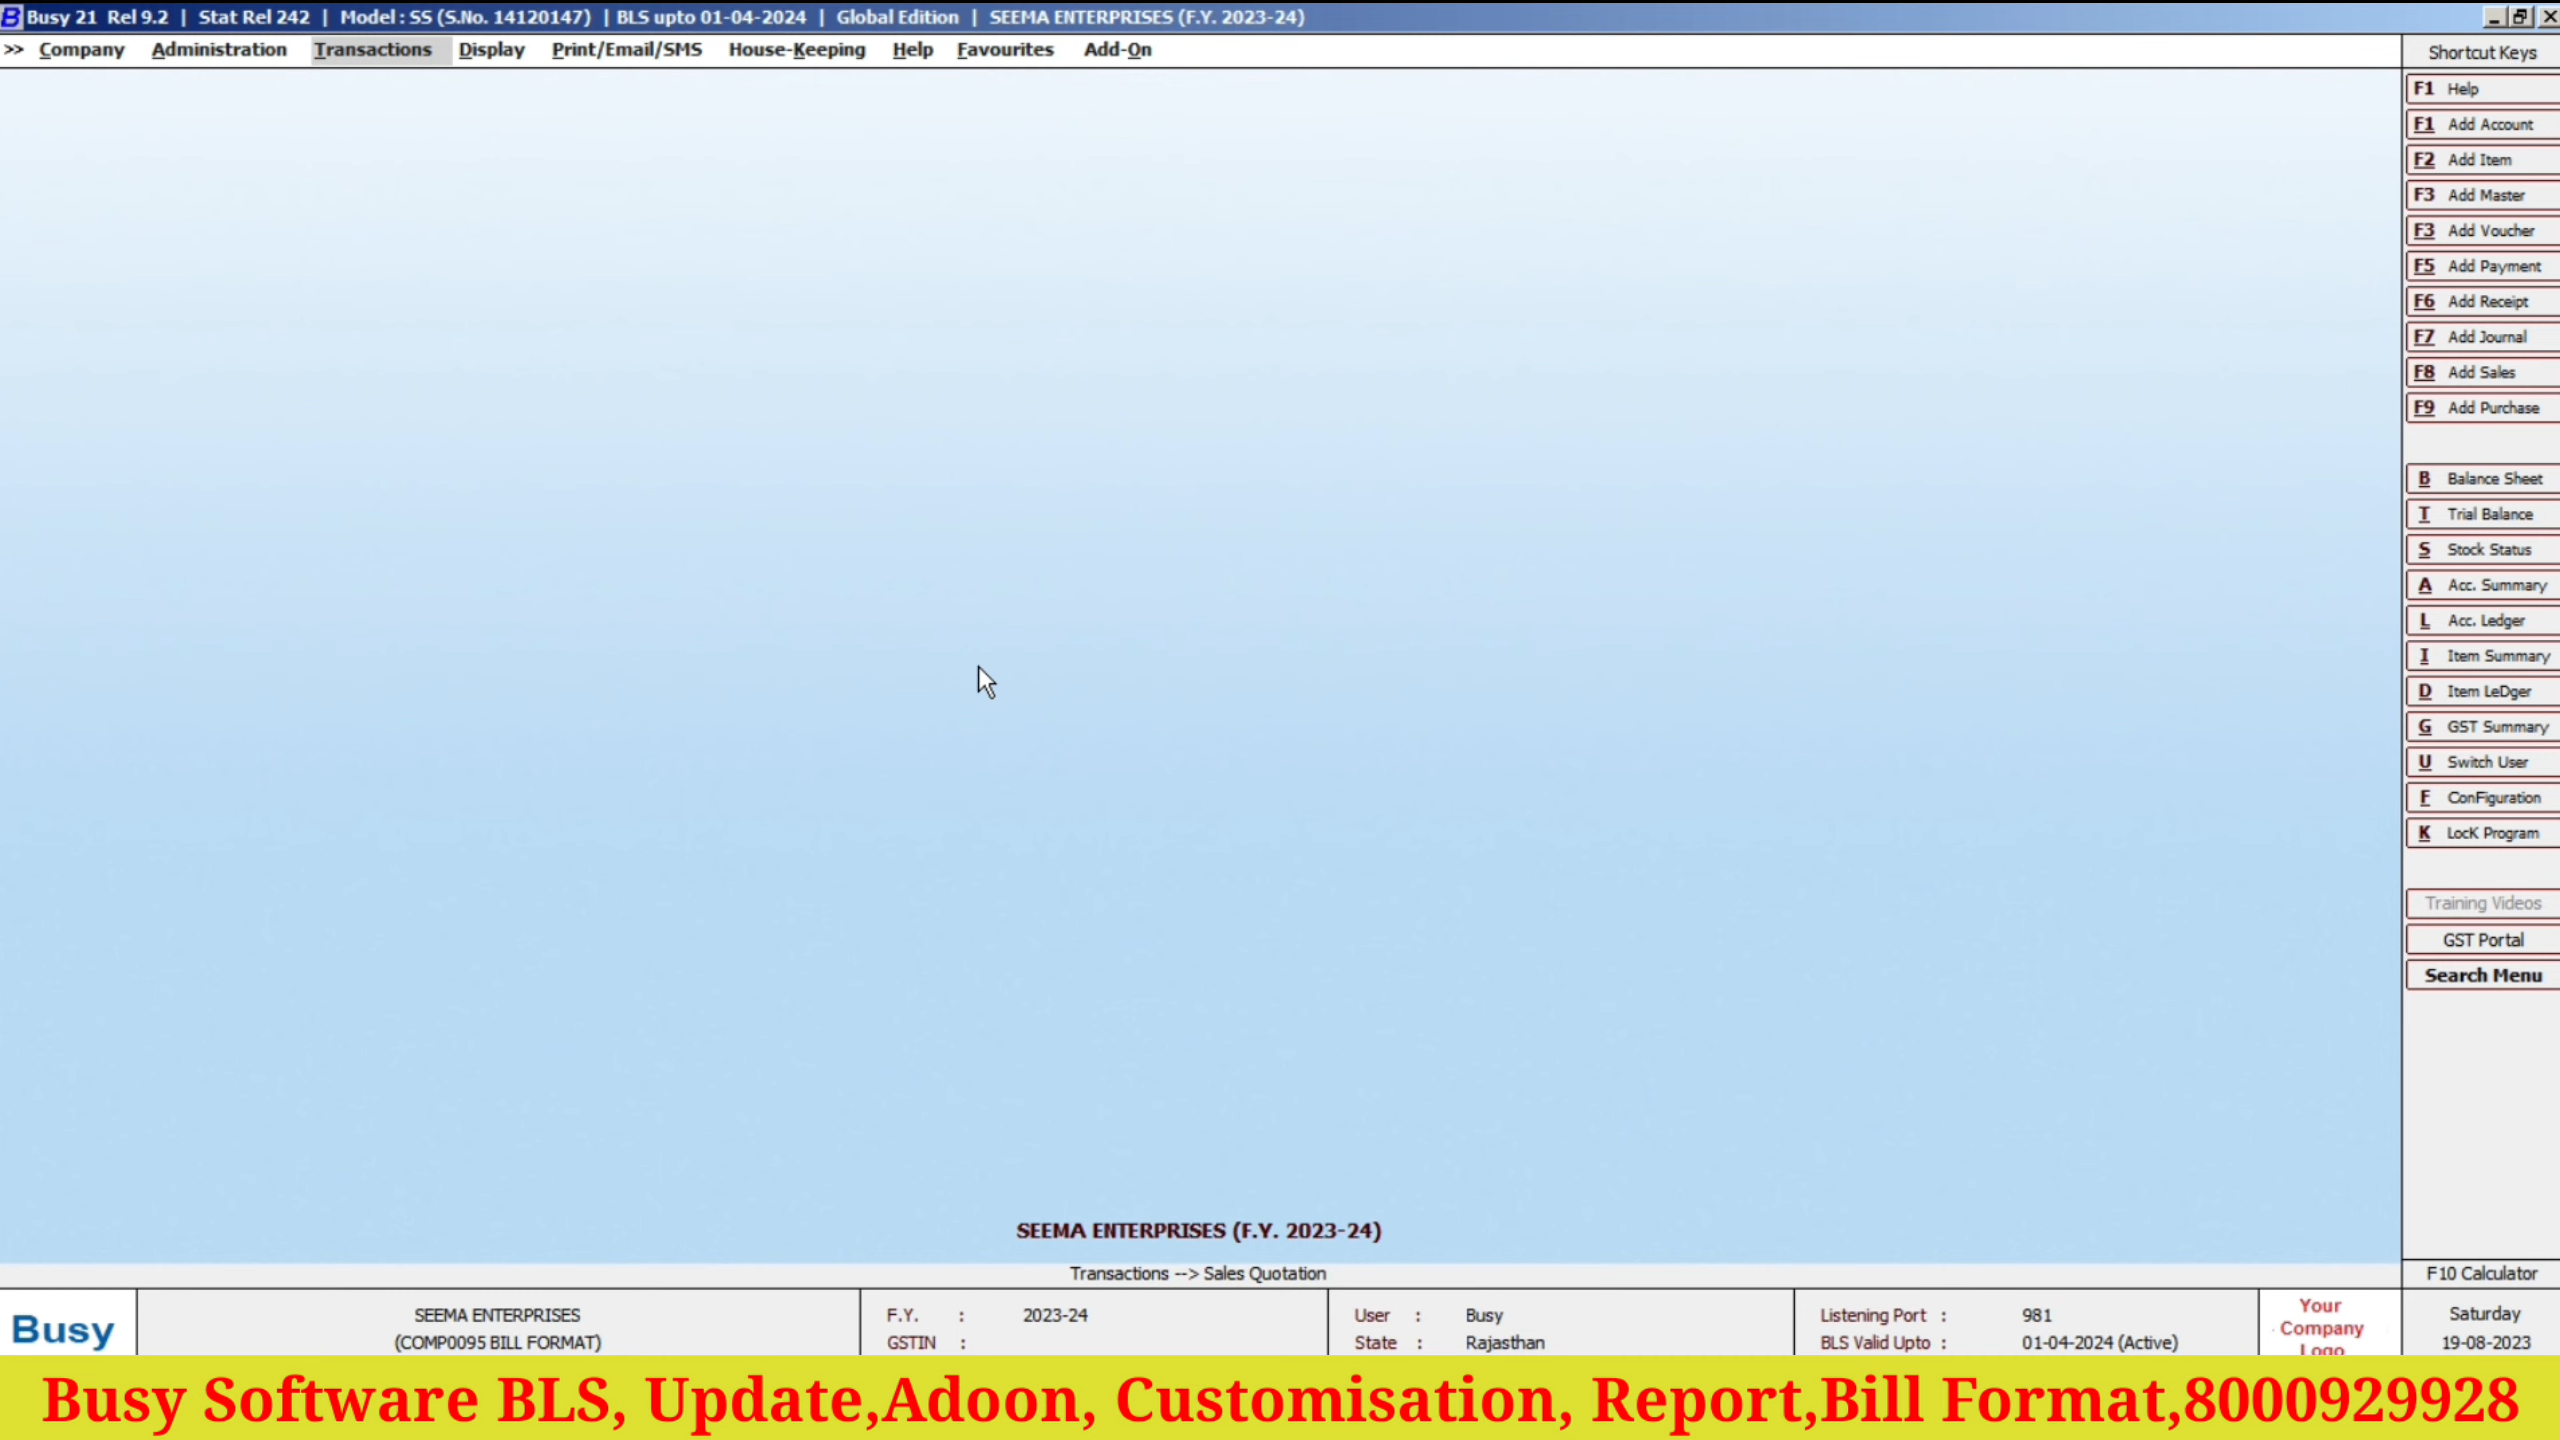 Busy 21 Rel 9.2 | Stat Rel 242 | Model : SS (S.No. 14120147) | BLS upto 01-04-2024 | Global Edition | SEEMA ENTERPRISES (F.Y. 2023-24)
>> Company Administration Transactions Display Print/Email/SMS House-Keeping Help Favourites Add-On
Shortcut Keys
F1 Help
F1 Add Account
F2 Add Item
F3 Add Master
F3 Add Voucher
F5 Add Payment
F6 Add Receipt
F7 Add Journal
F8 Add Sales
F9 Add Purchase
B Balance Sheet
T Trial Balance
S Stock Status
A Acc. Summary
L Acc. Ledger
I Item Summary
D Item LeDger
G GST Summary
U Switch User
F ConFiguration
K LocK Program
Training Videos
GST Portal
Search Menu
SEEMA ENTERPRISES (F.Y. 2023-24)
Transactions --> Sales Quotation
F10 Calculator
Busy
SEEMA ENTERPRISES
(COMP0095 BILL FORMAT)
F.Y. : 2023-24
GSTIN :
User : Busy
State : Rajasthan
Listening Port : 981
BLS Valid Upto : 01-04-2024 (Active)
Your
Company
Logo
Saturday
19-08-2023
Busy Software BLS, Update,Adoon, Customisation, Report,Bill Format,8000929928